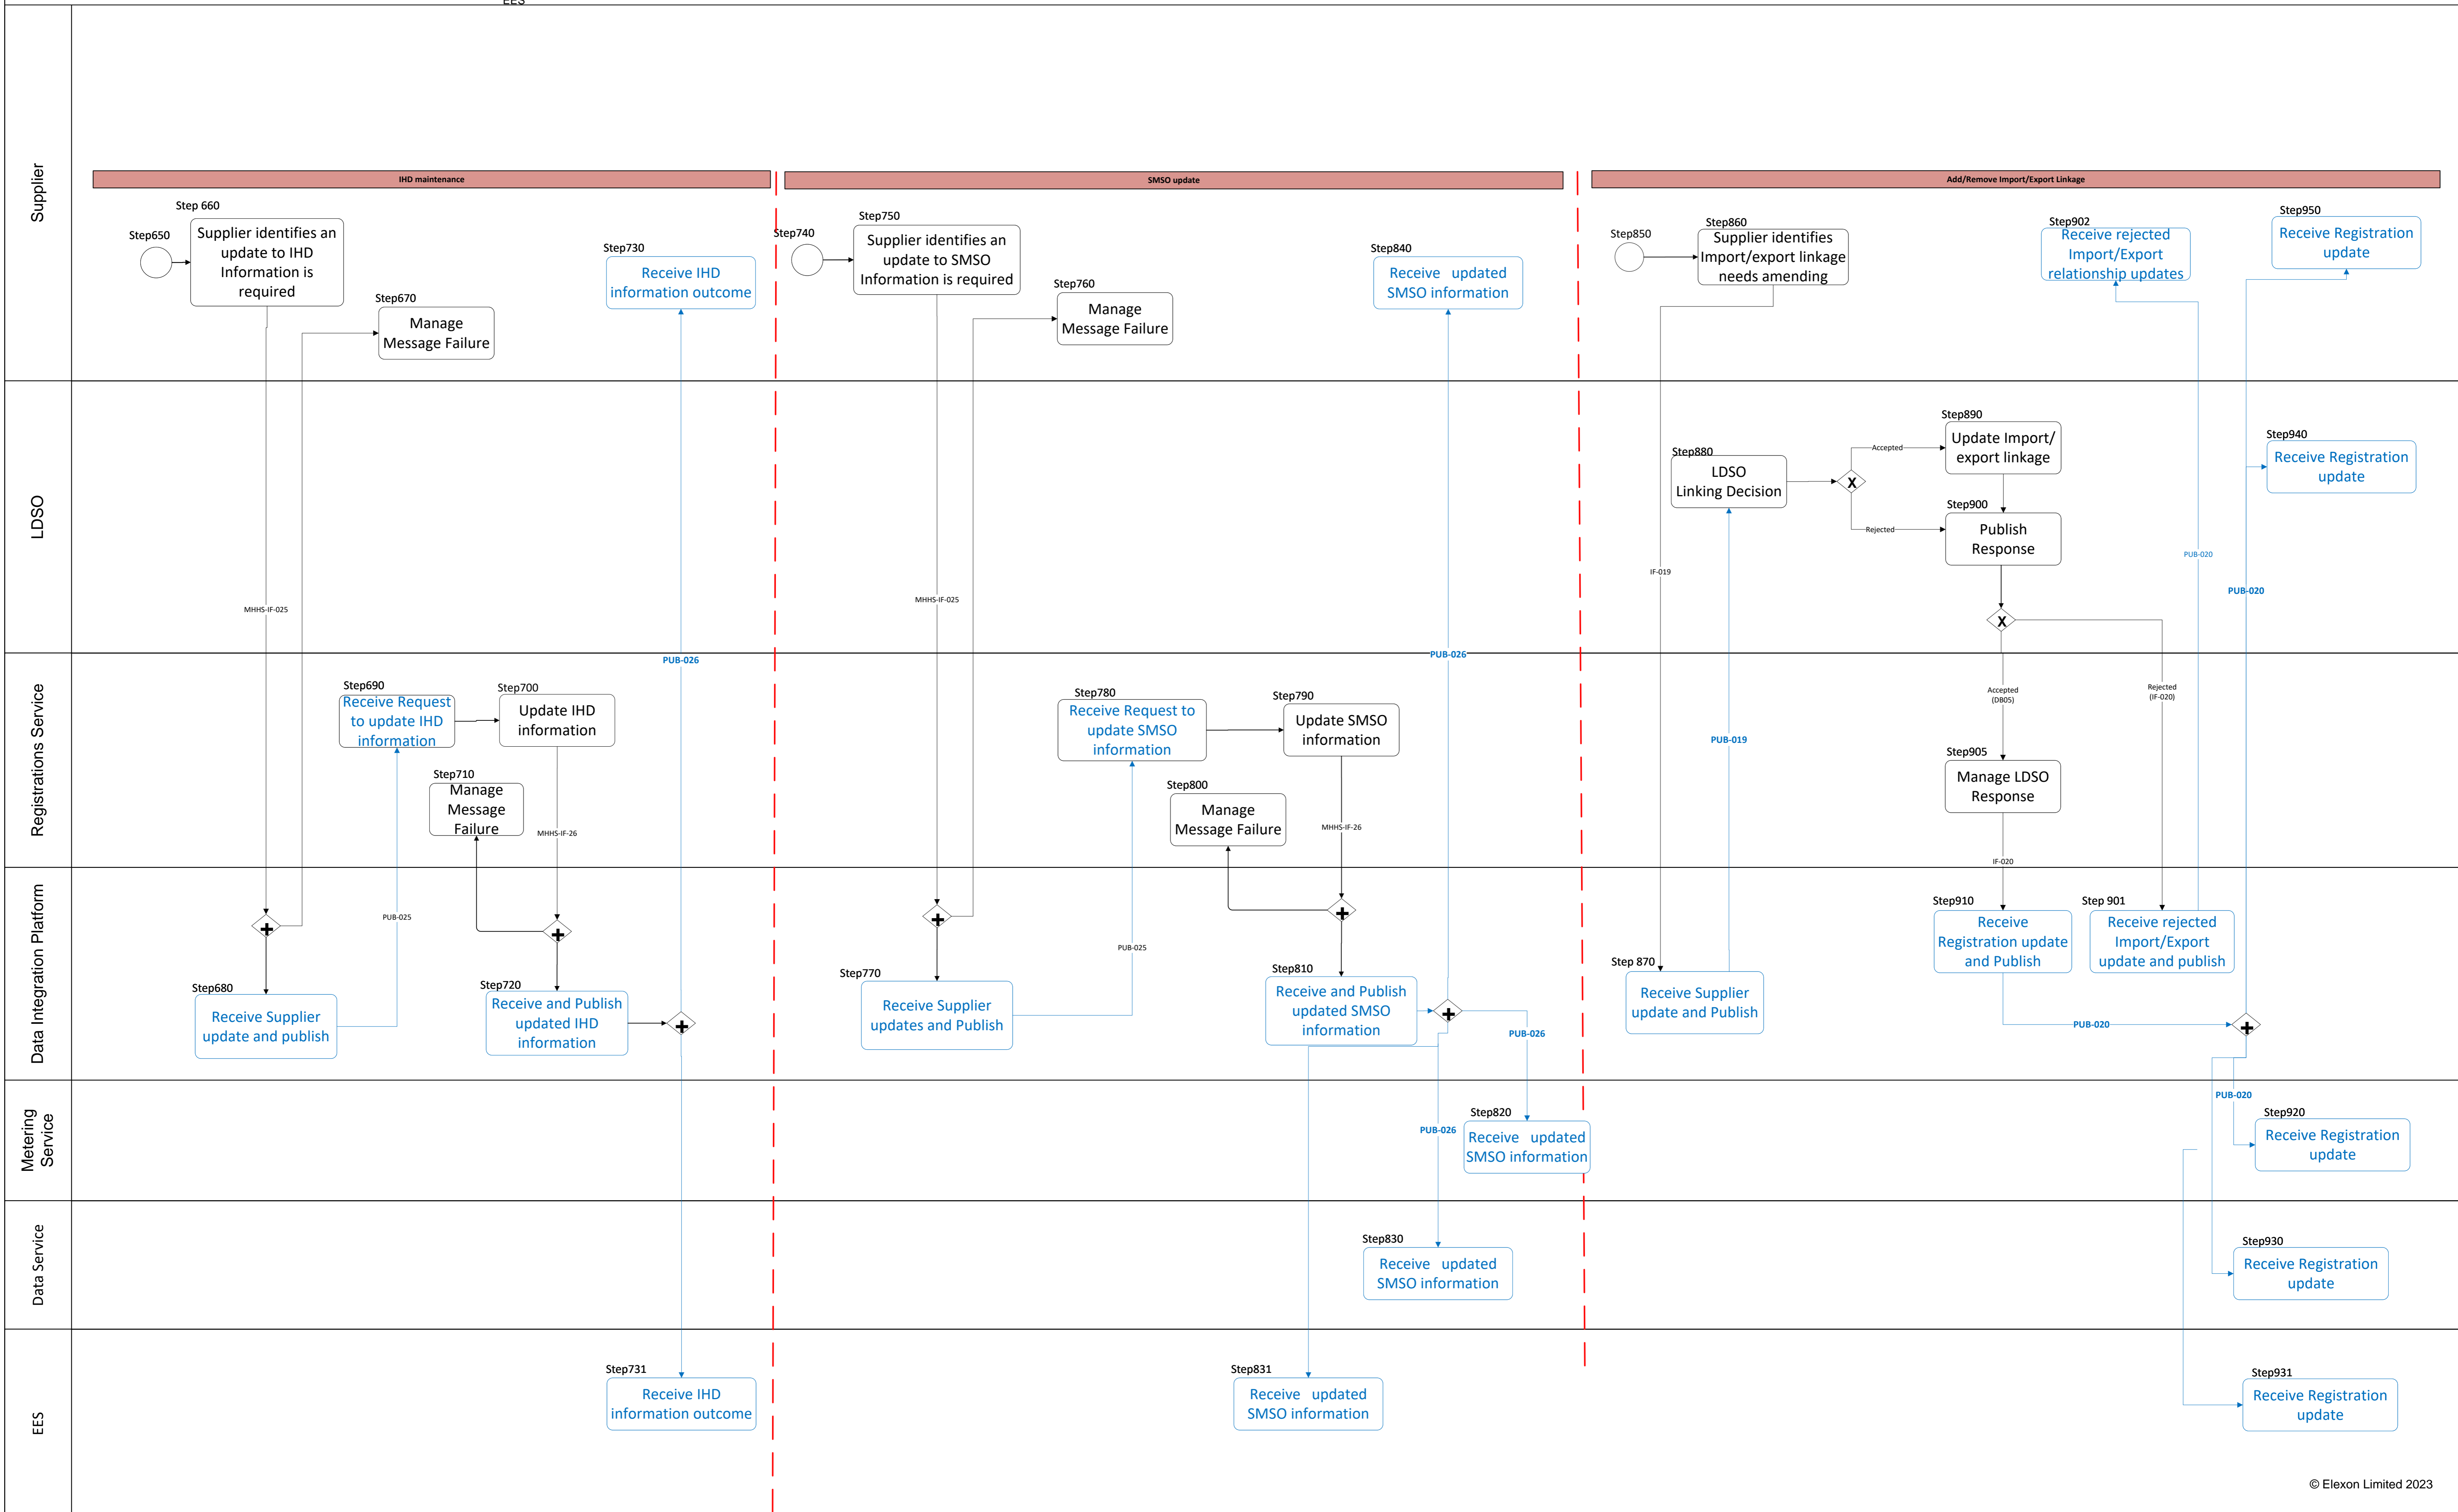 EES
Supplier
IHD maintenance
SMSO update
Add/Remove Import/Export Linkage
Step650
Step 660
Supplier identifies an
update to IHD
Information is
required
Step670
Manage
Message Failure
Step730
Receive IHD
information outcome
Step740
Step750
Supplier identifies an
update to SMSO
Information is required
Step760
Manage
Message Failure
Step840
Receive updated
SMSO information
Step850
Step860
Supplier identifies
Import/export linkage
needs amending
Step902
Receive rejected
Import/Export
relationship updates
Step950
Receive Registration
update
LDSO
MHHS-IF-025
MHHS-IF-025
IF-019
Step880
LDSO
Linking Decision
X
Accepted
Rejected
Step890
Update Import/
export linkage
Step900
Publish
Response
X
PUB-020
PUB-020
Step940
Receive Registration
update
PUB-026
PUB-026
Registrations Service
Step690
Receive Request
to update IHD
information
Step700
Update IHD
information
Step710
Manage
Message
Failure
MHHS-IF-26
Step780
Receive Request to
update SMSO
information
Step790
Update SMSO
information
Step800
Manage
Message Failure
MHHS-IF-26
PUB-019
Accepted
(DB05)
Rejected
(IF-020)
Step905
Manage LDSO
Response
IF-020
Data Integration Platform
PUB-025
Step680
Receive Supplier
update and publish
Step720
Receive and Publish
updated IHD
information
PUB-025
Step770
Receive Supplier
updates and Publish
Step810
Receive and Publish
updated SMSO
information
PUB-026
Step 870
Receive Supplier
update and Publish
Step910
Receive
Registration update
and Publish
Step 901
Receive rejected
Import/Export
update and publish
PUB-020
Metering
Service
PUB-026
Step820
Receive updated
SMSO information
PUB-020
Step920
Receive Registration
update
Data Service
Step830
Receive updated
SMSO information
Step930
Receive Registration
update
EES
Step731
Receive IHD
information outcome
Step831
Receive updated
SMSO information
Step931
Receive Registration
update
© Elexon Limited 2023